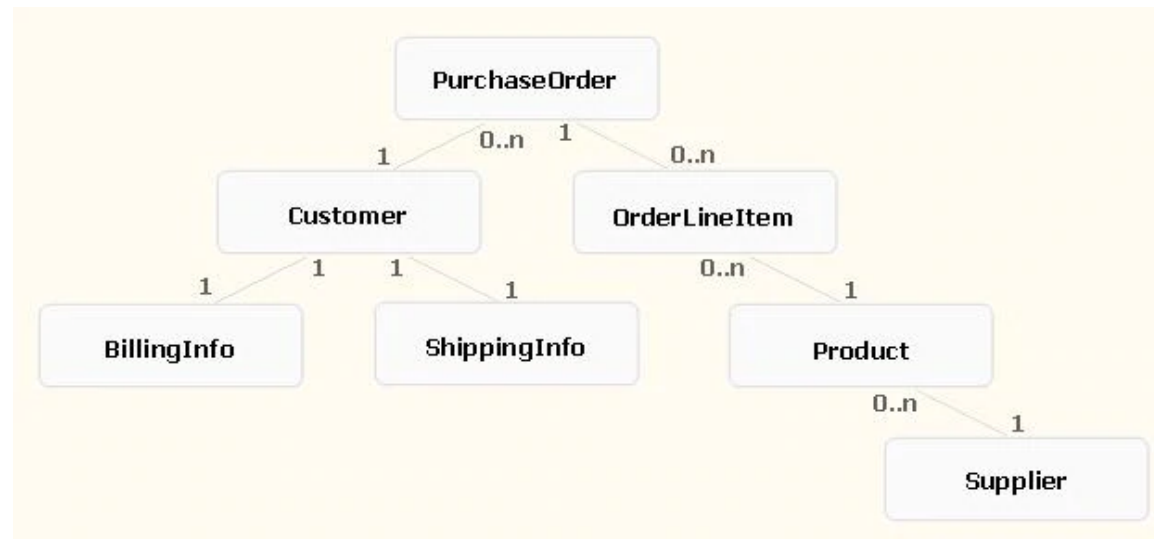 PurchaseOrder
0..n 1
1 0..n
Customer OrderLineItem
1 1 0..n
1 1 1
BillingInfo ShippingInfo Product
0..n
1
Supplier